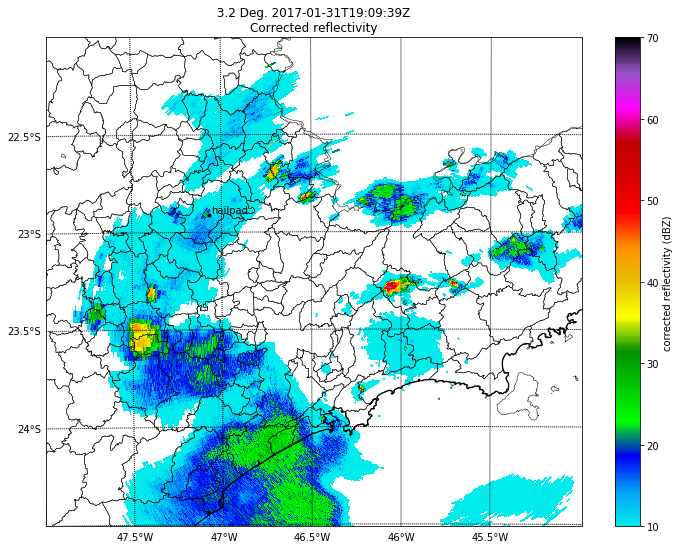 3.2 Deg. 2017-01-31T19:09:39Z
Corrected reflectivity
22.5°S
23°S
23.5°S
24°S
hailpad
47.5°W
47°W
46.5°W
46°W
45.5°W
70
60
50
40
30
20
10
corrected reflectivity (dBZ)